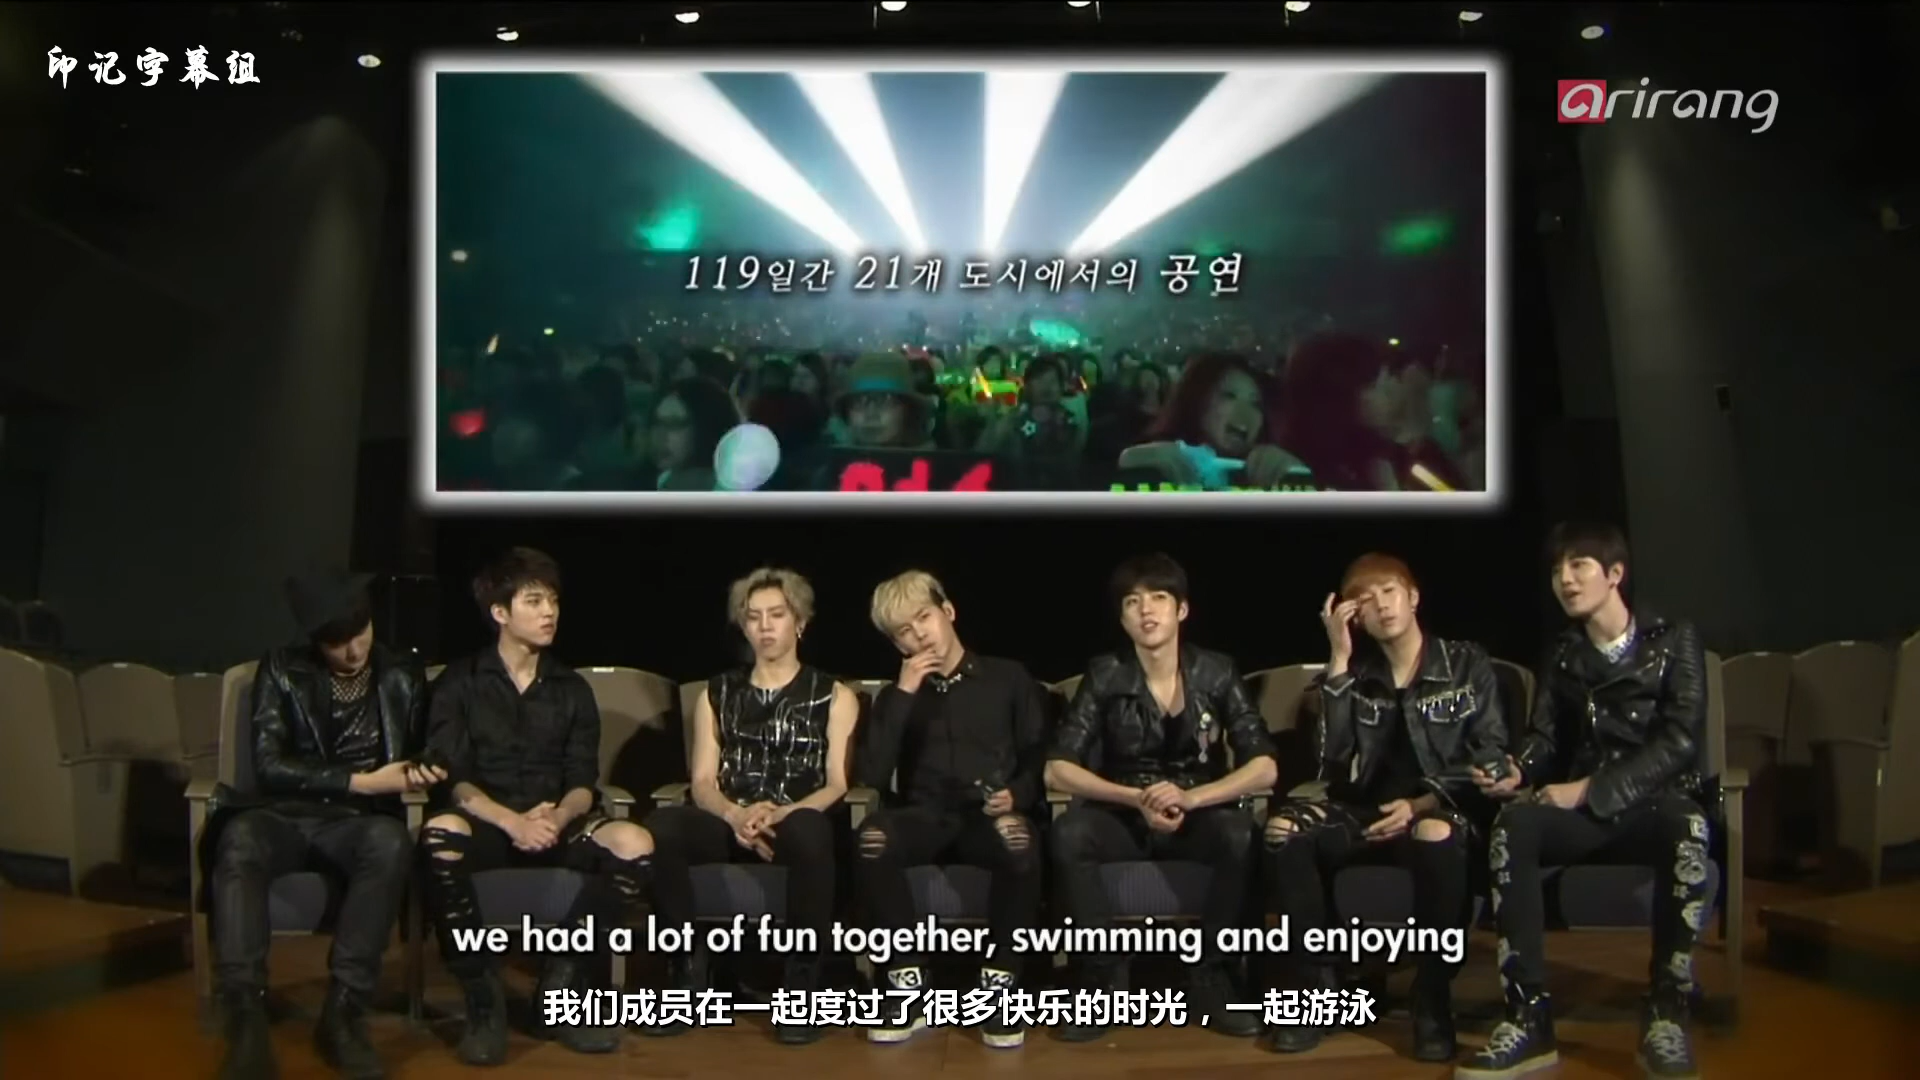 印记字幕组
arirang
119일간 21개 도시에서의 공연
we had a lot of fun together, swimming and enjoying
我们成员在一起度过了很多快乐的时光，一起游泳